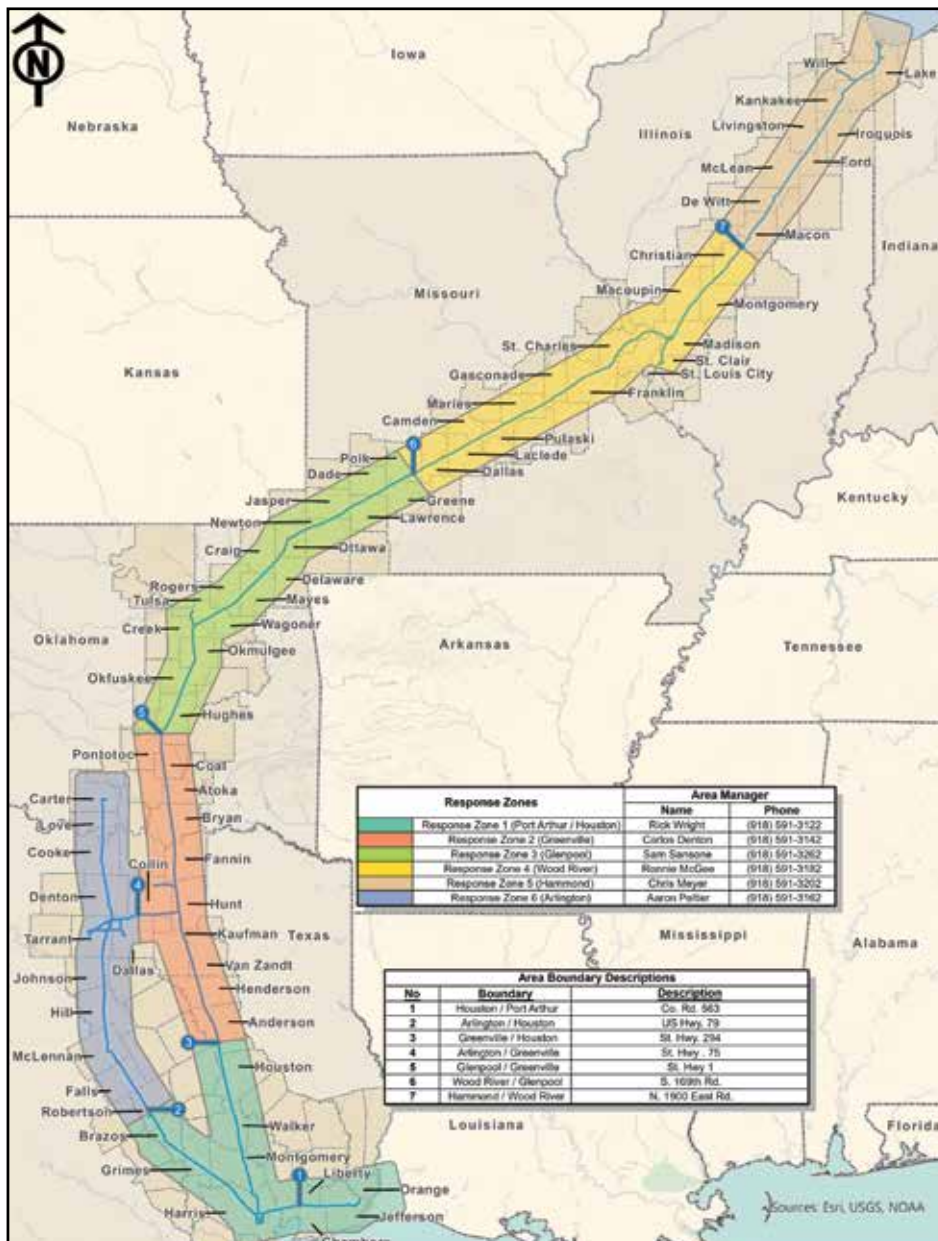 N
Iowa
Nebraska
Will
Lake
Kankakee
Livingston
Illinois
Iroquois
McLean
Ford
De Witt
7
Macon
Indiana
Christian
Missouri
Macoupin
Montgomery
St. Charles
Madison
St. Clair
Kansas
Gasconade
St. Louis City
Maries
Franklin
Camden
6
Polk
Pulaski
Laclede
Dade
Dallas
Jasper
Greene
Kentucky
Newton
Lawrence
Craig
Ottawa
Rogers
Delaware
Tulsa
Mayes
Oklahoma
Creek
Wagoner
Arkansas
Tennessee
Okmulgee
Okfuskee
5
Hughes
Pontotoc
Coal
Carter
Atoka
Love
Bryan
Cooke
Collin
Fannin
4
Denton
Hunt
Tarrant
Kaufman
Texas
Mississippi
Alabama
Johnson
Dallas
Van Zandt
Henderson
Hill
Anderson
3
McLennan
Houston
Falls
Robertson
2
Louisiana
Florida
Brazos
Walker
Montgomery
Grimes
1
Liberty
Orange
Harris
Jefferson
Chambers
Response Zones Area Manager
Name Phone
Response Zone 1 (Port Arthur / Houston) Rick Wright (918) 591-3122
Response Zone 2 (Greenville) Carlos Denton (918) 591-3142
Response Zone 3 (Glenpool) Sam Sansone (918) 591-3262
Response Zone 4 (Wood River) Ronnie McGee (918) 591-3182
Response Zone 5 (Hammond) Chris Meyer (918) 591-3202
Response Zone 6 (Arlington) Aaron Peltier (918) 591-3162
Area Boundary Descriptions
No Boundary Description
1 Houston / Port Arthur Co. Rd. 563
2 Arlington / Houston US Hwy. 79
3 Greenville / Houston St. Hwy. 294
4 Arlington / Greenville St. Hwy. 75
5 Glenpool / Greenville St. Hwy 1
6 Wood River / Glenpool S. 169th Rd.
7 Hammond / Wood River N. 1900 East Rd.
Sources: Esri, USGS, NOAA